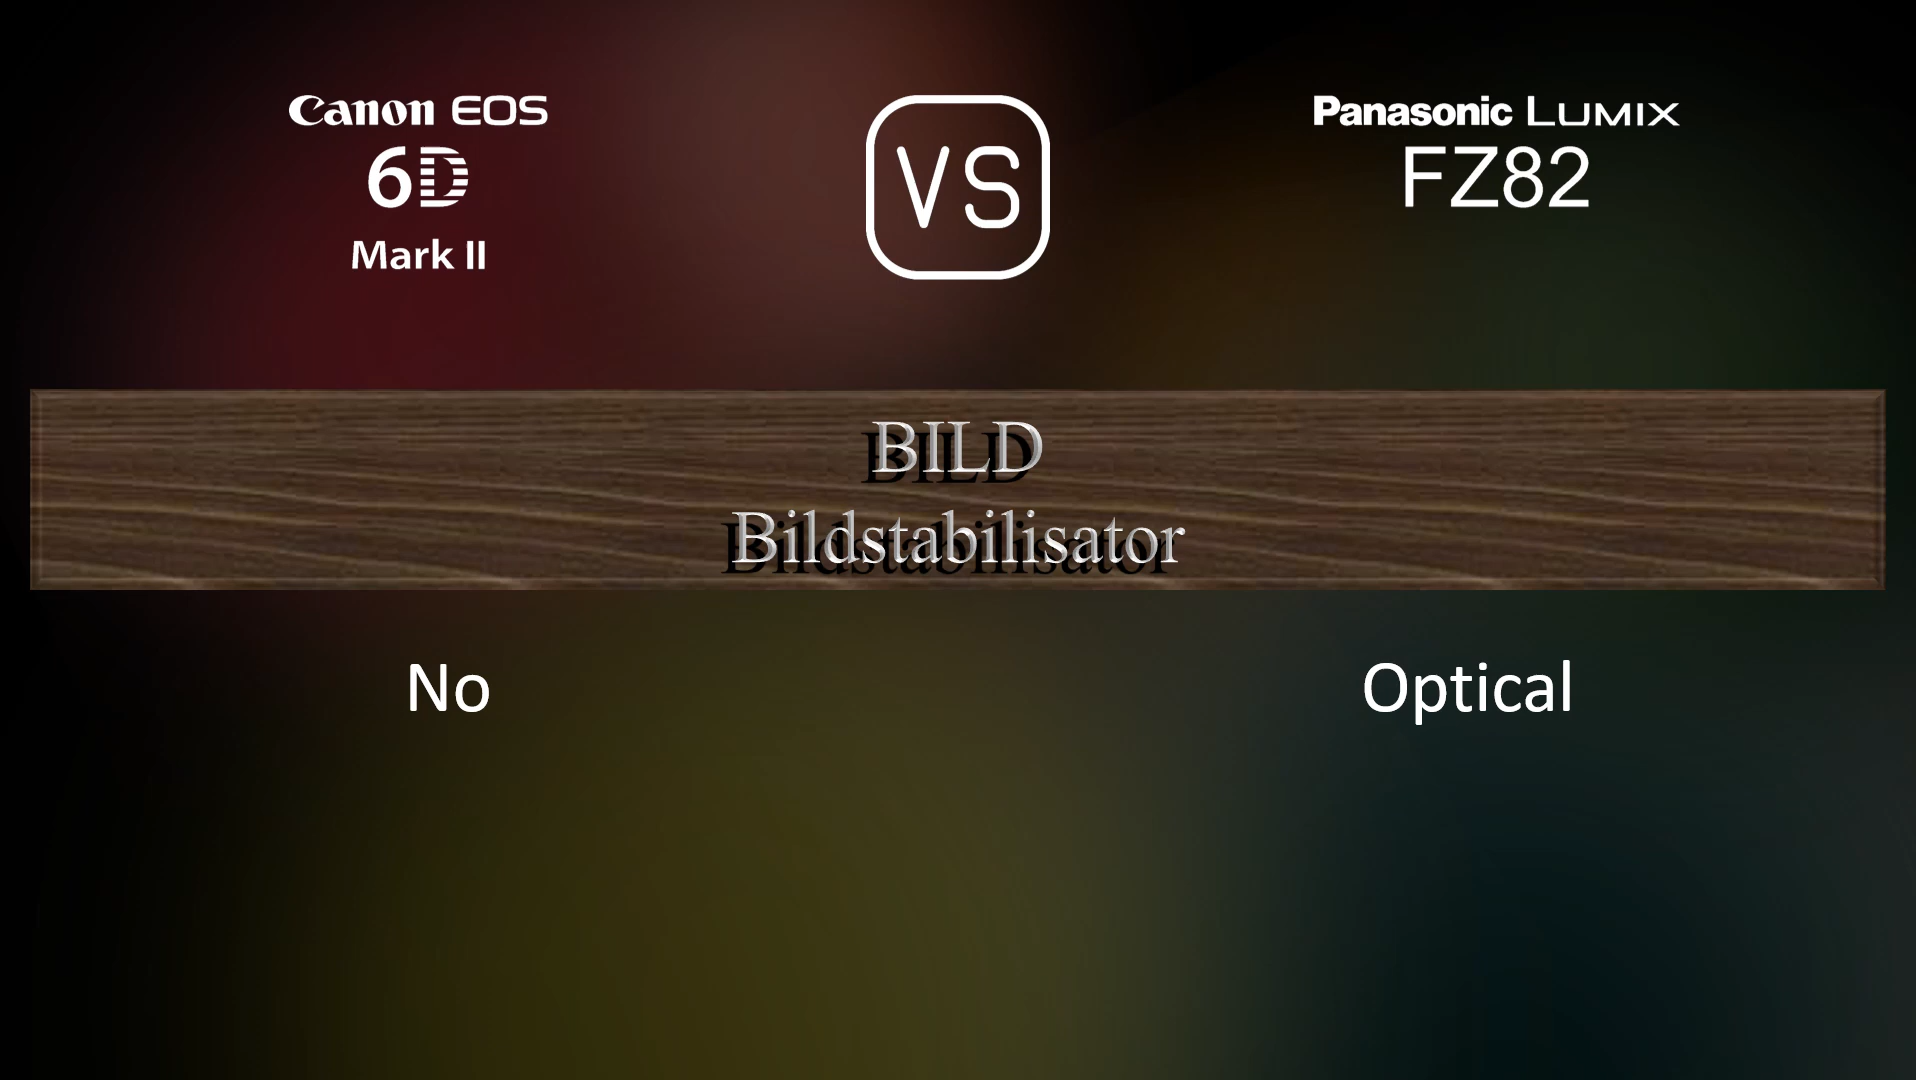 Canon EOS
6D
Mark II
VS
Panasonic LUMIX
FZ82
BILD
Bildstabilisator
No
Optical